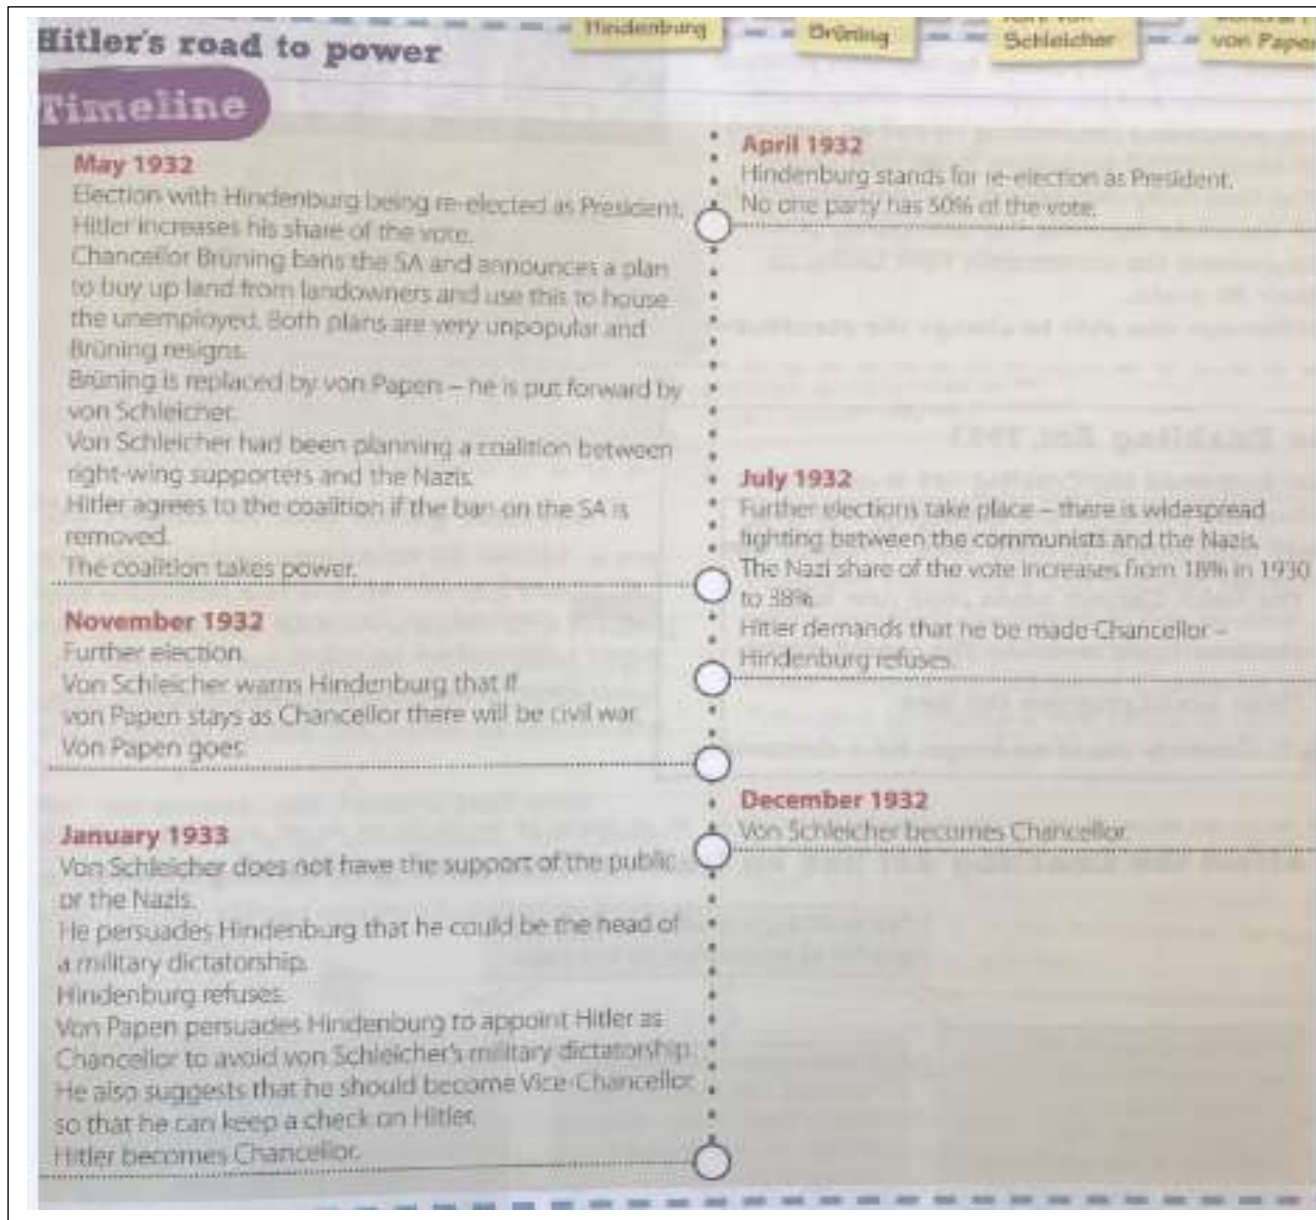 Hindenburg
Brüning
Schleicher
von Papen
Hitler's road to power
Timeline
April 1932
Hindenburg stands for re-election as President.
No one party has 50% of the vote.
May 1932
Election with Hindenburg being re-elected as President.
Hitler increases his share of the vote.
Chancellor Brüning bans the SA and announces a plan
to buy up land from landowners and use this to house
the unemployed. Both plans are very unpopular and
Brüning resigns.
Brüning is replaced by von Papen – he is put forward by
von Schleicher.
Von Schleicher had been planning a coalition between
right-wing supporters and the Nazis.
Hitler agrees to the coalition if the ban on the SA is
removed.
The coalition takes power.
July 1932
Further elections take place – there is widespread
fighting between the communists and the Nazis.
The Nazi share of the vote increases from 18% in 1930
to 38%.
Hitler demands that he be made Chancellor –
Hindenburg refuses.
November 1932
Further election.
Von Schleicher warns Hindenburg that if
von Papen stays as Chancellor there will be civil war.
Von Papen goes.
December 1932
Von Schleicher becomes Chancellor.
January 1933
Von Schleicher does not have the support of the public
or the Nazis.
He persuades Hindenburg that he could be the head of
a military dictatorship.
Hindenburg refuses.
Von Papen persuades Hindenburg to appoint Hitler as
Chancellor to avoid von Schleicher's military dictatorship.
He also suggests that he should become Vice-Chancellor
so that he can keep a check on Hitler.
Hitler becomes Chancellor.